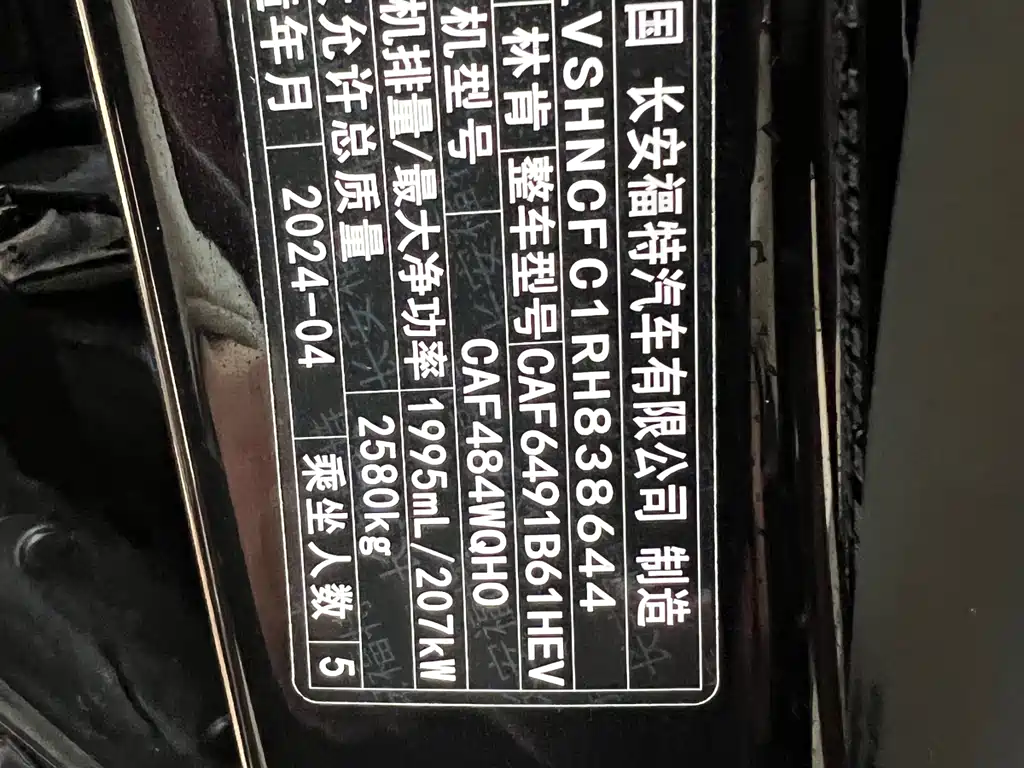 国 长安福特汽车有限公司 制造
LVSHNCFC1RH838644
林肯 整车型号 CAF6491B61HEV
机型号 CAF484WQH0
机排量/最大净功率 1995mL/207kW
允许总质量 2580kg
年月 2024-04 乘坐人数 5